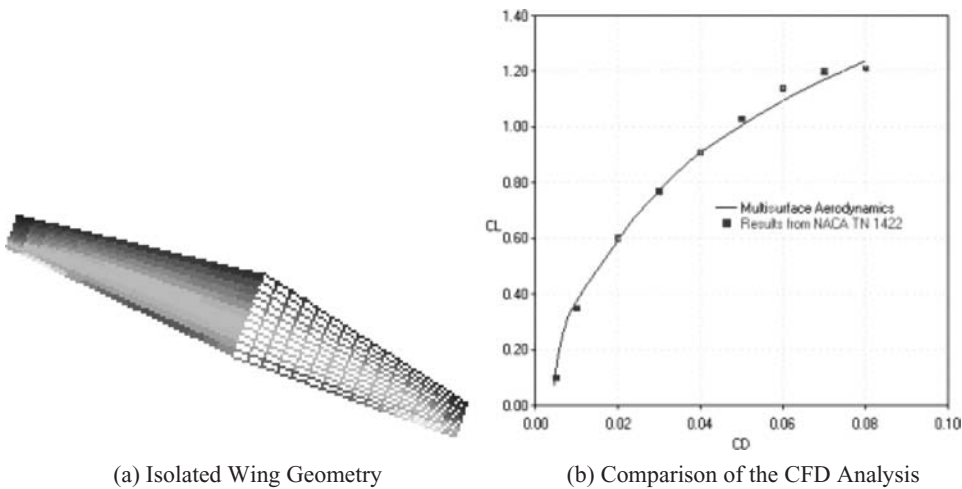 1.40
1.20
1.00
0.80
0.60
0.40
0.20
0.00
CL
Multisurface Aerodynamics
Results from NACA TN 1422
0.00 0.02 0.04 0.06 0.08 0.10
CD
(a) Isolated Wing Geometry
(b) Comparison of the CFD Analysis